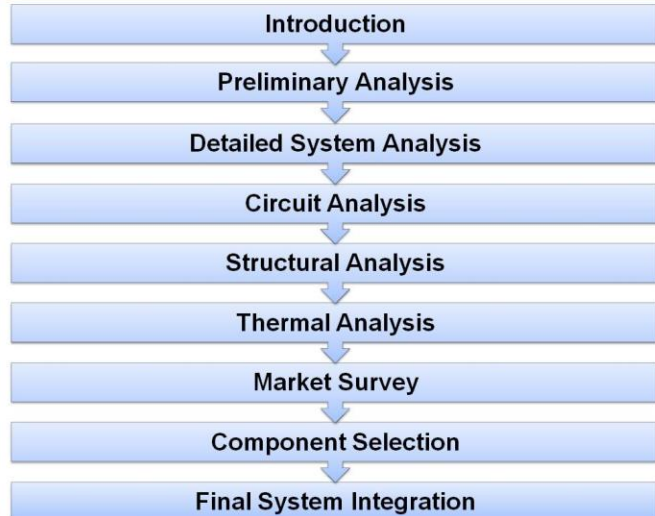 Introduction
Preliminary Analysis
Detailed System Analysis
Circuit Analysis
Structural Analysis
Thermal Analysis
Market Survey
Component Selection
Final System Integration